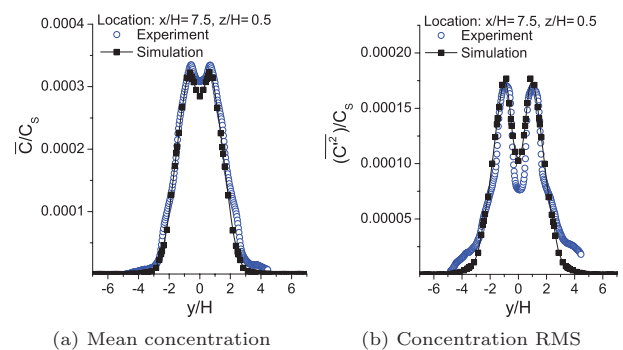 Location: x/H=7.5, z/H=0.5
Experiment
Simulation
0.0004
0.0003
0.0002
0.0001
C̅/Cₛ
-6 -4 -2 0 2 4 6
y/H
(a) Mean concentration
Location: x/H=7.5, z/H=0.5
Experiment
Simulation
0.00020
0.00015
0.00010
0.00005
(C'²)/Cₛ
-6 -4 -2 0 2 4 6
y/H
(b) Concentration RMS